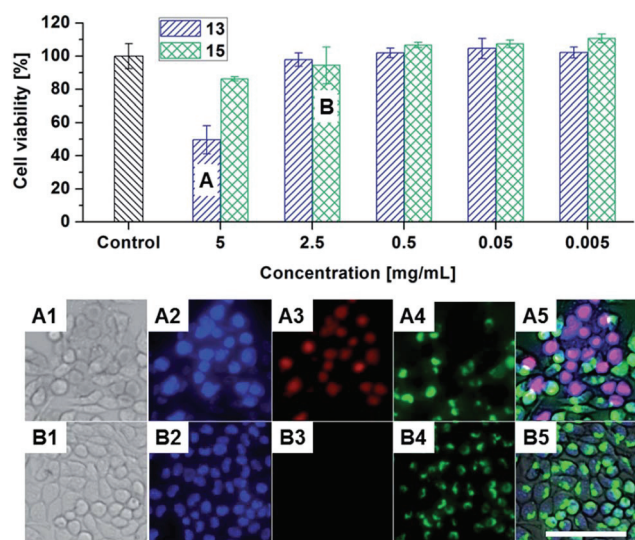 120
100
80
60
40
20
0
Cell viability [%]
13
15
A
B
Control 5 2.5 0.5 0.05 0.005
Concentration [mg/mL]
A1 A2 A3 A4 A5
B1 B2 B3 B4 B5